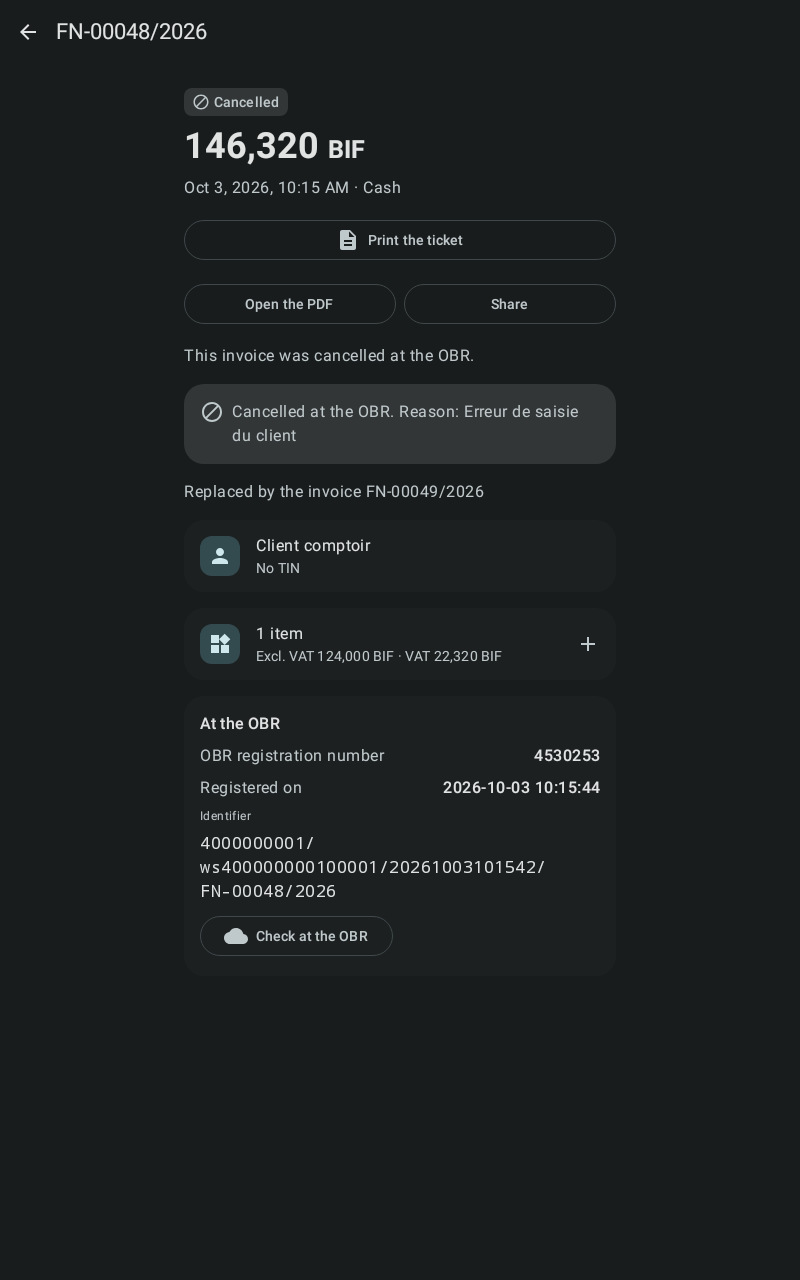 FN-00048/2026
Cancelled
146,320 BIF
Oct 3, 2026, 10:15 AM · Cash
Print the ticket
Open the PDF
Share
This invoice was cancelled at the OBR.
Cancelled at the OBR. Reason: Erreur de saisie
du client
Replaced by the invoice FN-00049/2026
Client comptoir
No TIN
1 item
Excl. VAT 124,000 BIF · VAT 22,320 BIF
At the OBR
OBR registration number 4530253
Registered on 2026-10-03 10:15:44
Identifier
4000000001/
ws400000000100001/20261003101542/
FN-00048/2026
Check at the OBR